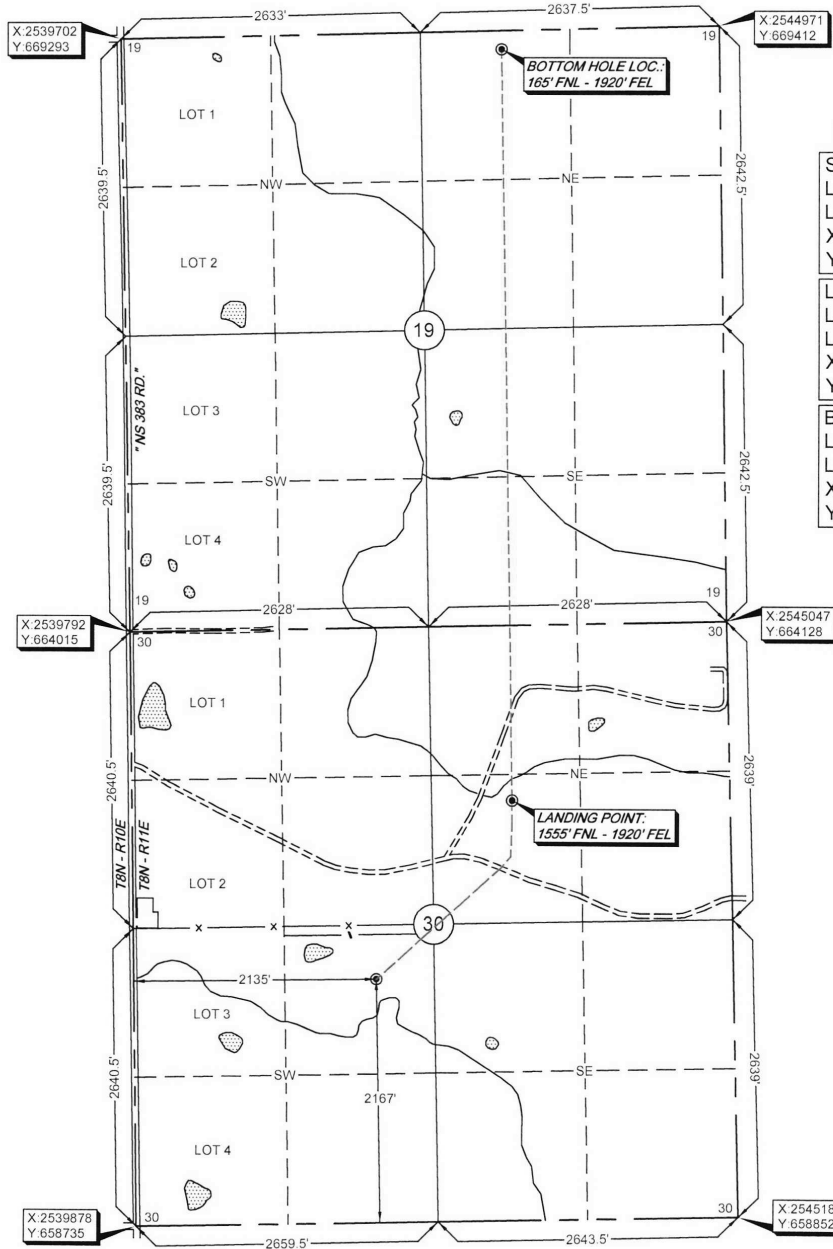 2633'
2637.5'
X:2539702
Y:669293
X:2544971
Y:669412
19
19
BOTTOM HOLE LOC.:
165' FNL - 1920' FEL
LOT 1
NW
NE
2639.5'
2642.5'
LOT 2
19
"NS 383 RD."
LOT 3
2639.5'
2642.5'
SW
SE
LOT 4
19
19
2628'
2628'
X:2539792
Y:664015
X:2545047
Y:664128
30
30
LOT 1
NW
NE
2640.5'
2639'
LANDING POINT:
1555' FNL - 1920' FEL
T8N - R10E
T8N - R11E
LOT 2
X
X
X
30
2135'
LOT 3
2640.5'
2639'
SW
SE
2167'
LOT 4
X:2539878
Y:658735
30
30
X:254518
Y:658852
2659.5'
2643.5'
S
L
L
X
Y
L
L
L
X
Y
B
L
L
X
Y